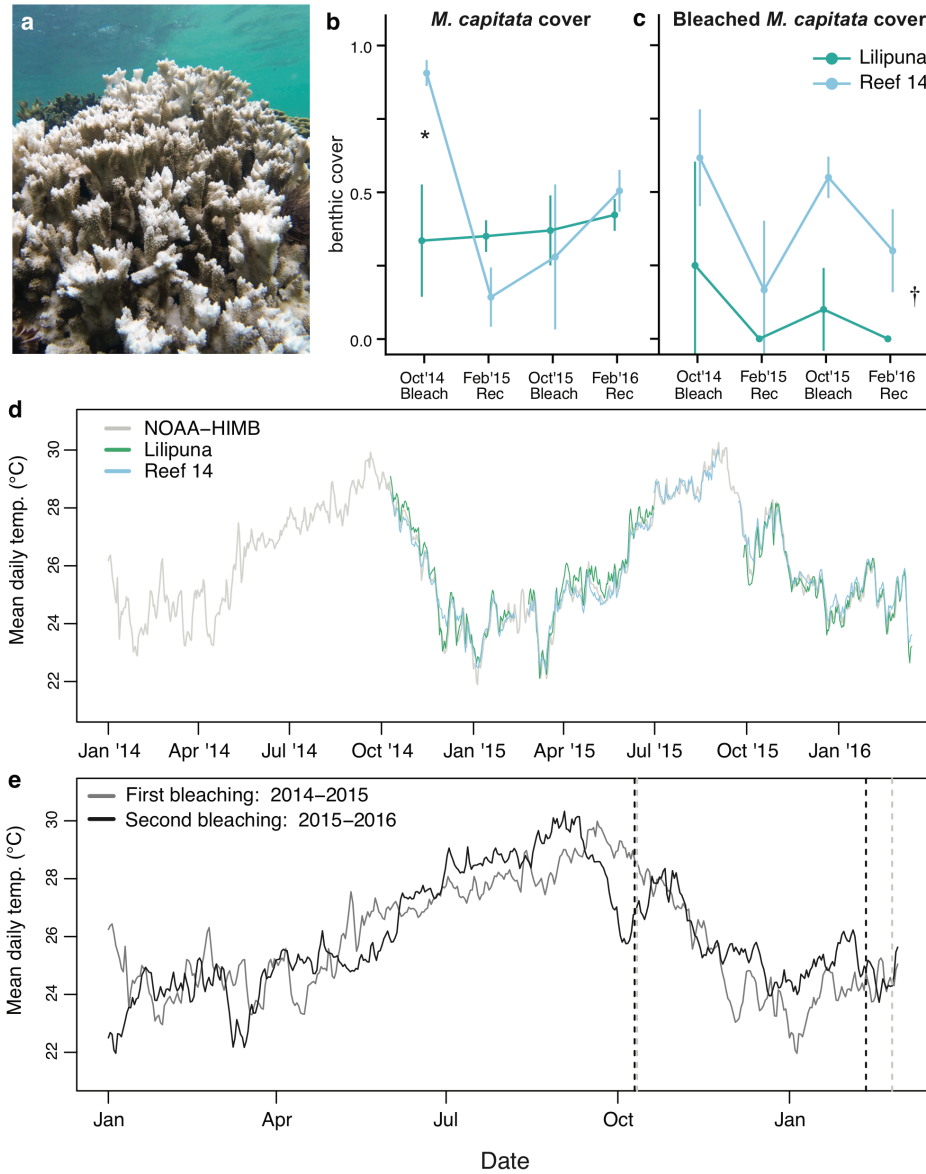 a
b
M. capitata cover
c
Bleached M. capitata cover
benthic cover
1.0
0.5
0.0
*
Lilipuna
Reef 14
†
Oct'14
Bleach
Feb'15
Rec
Oct'15
Bleach
Feb'16
Rec
Oct'14
Bleach
Feb'15
Rec
Oct'15
Bleach
Feb'16
Rec
d
NOAA−HIMB
Lilipuna
Reef 14
Mean daily temp. (°C)
30
28
26
24
22
Jan '14 Apr '14 Jul '14 Oct '14 Jan '15 Apr '15 Jul '15 Oct '15 Jan '16
e
First bleaching: 2014−2015
Second bleaching: 2015−2016
Mean daily temp. (°C)
30
28
26
24
22
Jan Apr Jul Oct Jan
Date